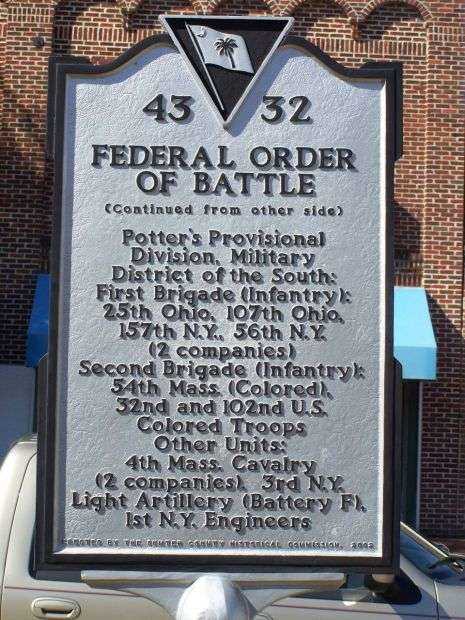 43 32
FEDERAL ORDER
OF BATTLE
(Continued from other side)
Potter's Provisional
Division, Military
District of the South:
First Brigade (Infantry):
25th Ohio, 107th Ohio,
157th N.Y., 56th N.Y.
(2 companies)
Second Brigade (Infantry):
54th Mass. (Colored),
32nd and 102nd U.S.
Colored Troops
Other Units:
4th Mass. Cavalry
(2 companies), 3rd N.Y.
Light Artillery (Battery F),
1st N.Y. Engineers
ERECTED BY THE SUMTER COUNTY HISTORICAL COMMISSION, 2002